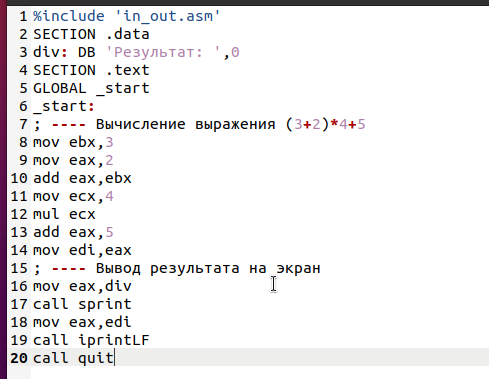 1 %include 'in_out.asm'
2 SECTION .data
3 div: DB 'Результат: ',0
4 SECTION .text
5 GLOBAL _start
6 _start:
7 ; ---- Вычисление выражения (3+2)*4+5
8 mov ebx,3
9 mov eax,2
10 add eax,ebx
11 mov ecx,4
12 mul ecx
13 add eax,5
14 mov edi,eax
15 ; ---- Вывод результата на экран
16 mov eax,div
17 call sprint
18 mov eax,edi
19 call iprintLF
20 call quit